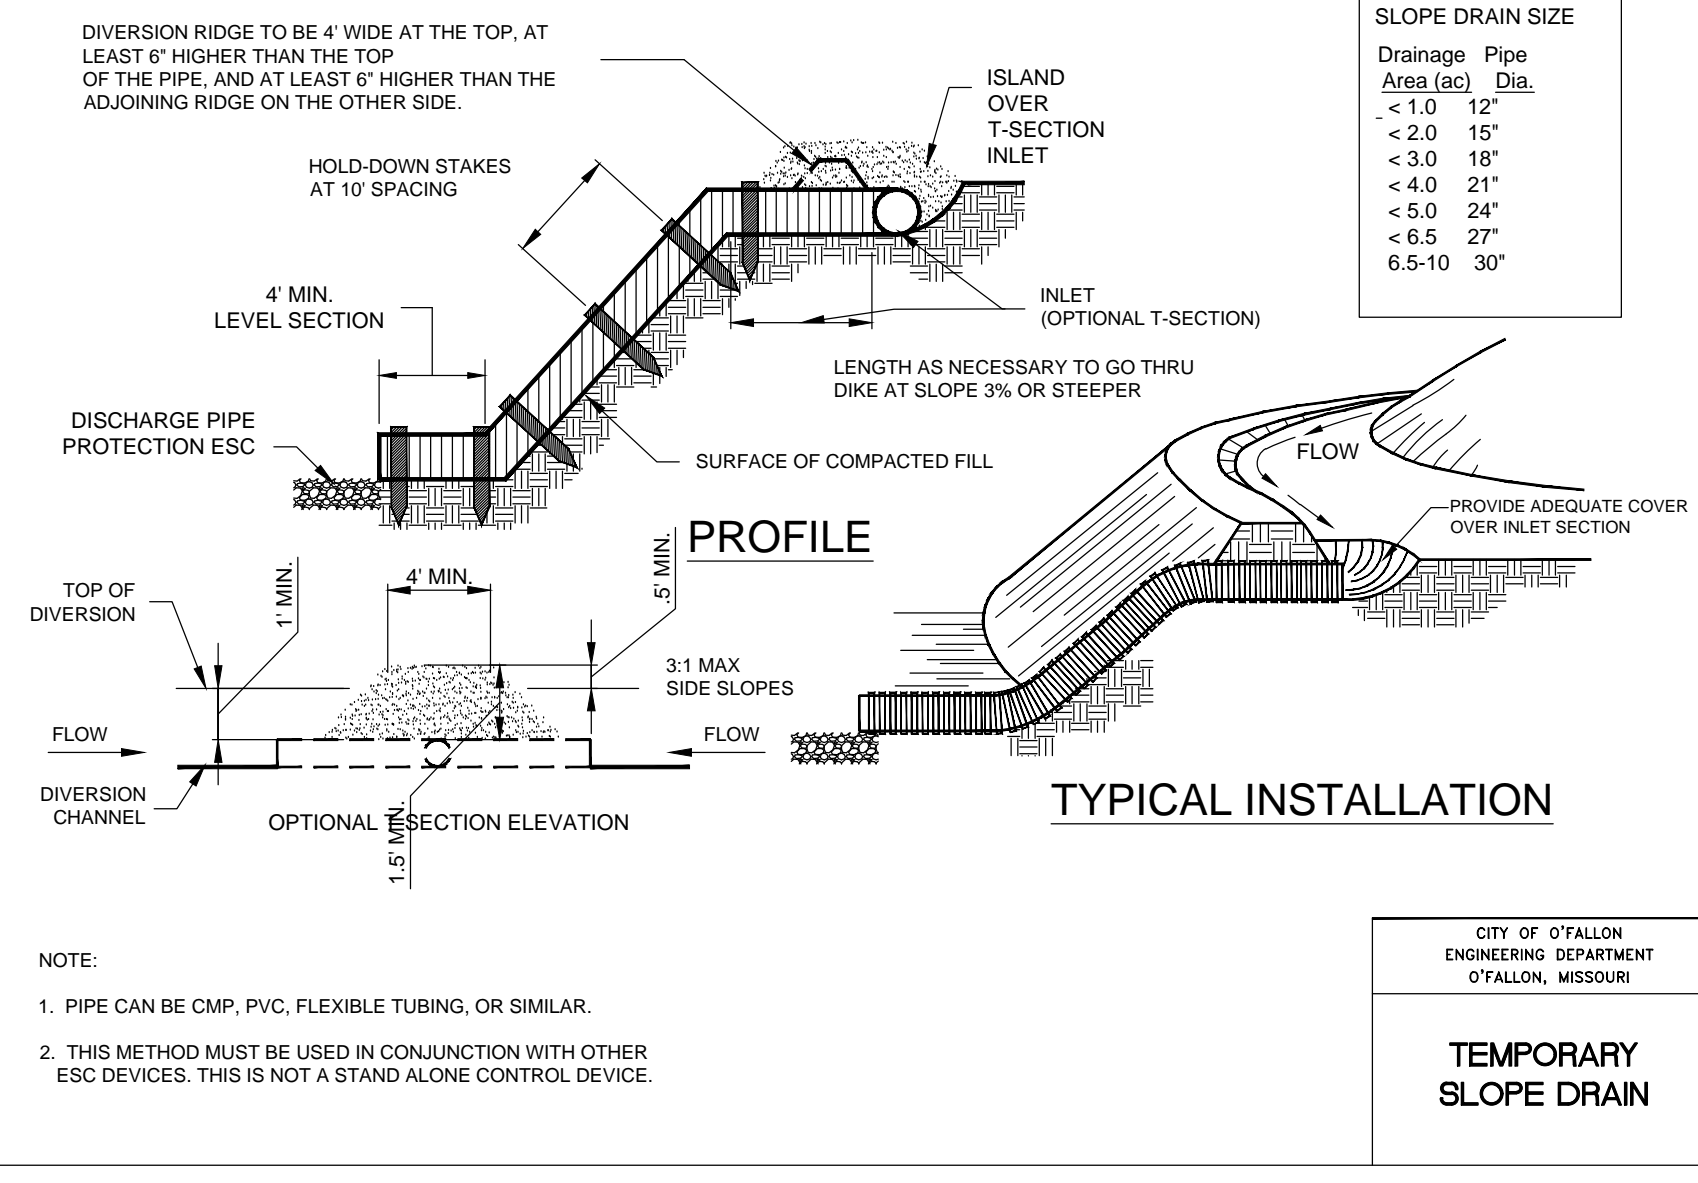 DIVERSION RIDGE TO BE 4' WIDE AT THE TOP, AT
LEAST 6" HIGHER THAN THE TOP
OF THE PIPE, AND AT LEAST 6" HIGHER THAN THE
ADJOINING RIDGE ON THE OTHER SIDE.
ISLAND
OVER
T-SECTION
INLET
HOLD-DOWN STAKES
AT 10' SPACING
4' MIN.
LEVEL SECTION
INLET
(OPTIONAL T-SECTION)
LENGTH AS NECESSARY TO GO THRU
DIKE AT SLOPE 3% OR STEEPER
DISCHARGE PIPE
PROTECTION ESC
SURFACE OF COMPACTED FILL
PROFILE
SLOPE DRAIN SIZE
Drainage Pipe
Area (ac) Dia.
< 1.0 12"
< 2.0 15"
< 3.0 18"
< 4.0 21"
< 5.0 24"
< 6.5 27"
6.5-10 30"
FLOW
PROVIDE ADEQUATE COVER
OVER INLET SECTION
TYPICAL INSTALLATION
TOP OF
DIVERSION
1' MIN.
4' MIN.
.5' MIN.
3:1 MAX
SIDE SLOPES
FLOW
FLOW
DIVERSION
CHANNEL
1.5' MIN.
OPTIONAL T-SECTION ELEVATION
NOTE:
1. PIPE CAN BE CMP, PVC, FLEXIBLE TUBING, OR SIMILAR.
2. THIS METHOD MUST BE USED IN CONJUNCTION WITH OTHER
ESC DEVICES. THIS IS NOT A STAND ALONE CONTROL DEVICE.
CITY OF O'FALLON
ENGINEERING DEPARTMENT
O'FALLON, MISSOURI
TEMPORARY
SLOPE DRAIN